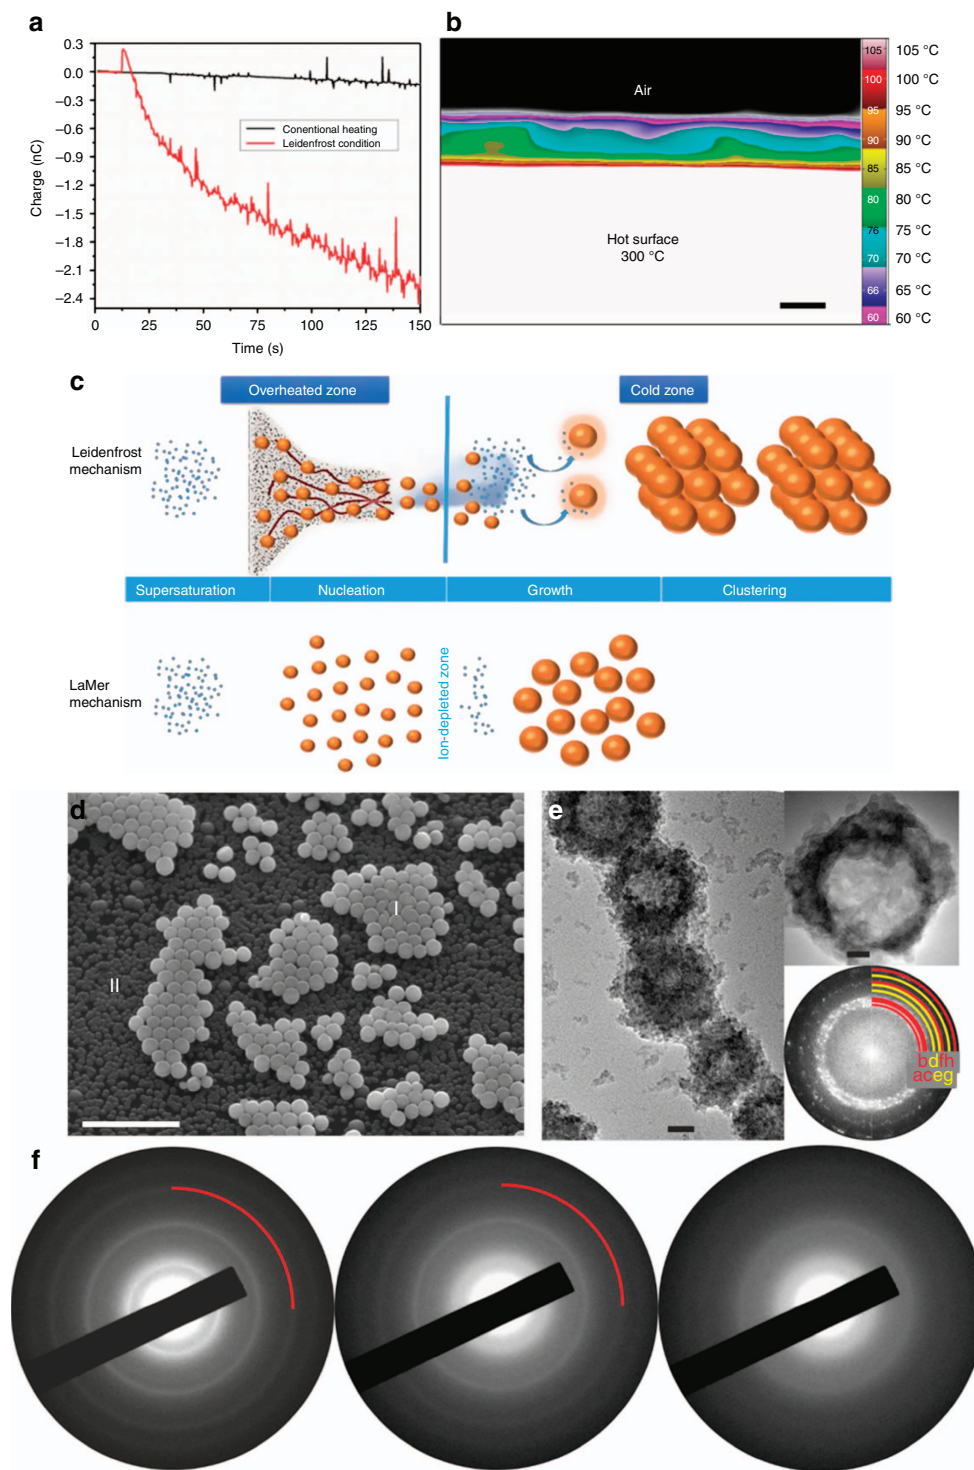 a
0.3
0.0
–0.3
–0.6
–0.9
–1.2
–1.5
–1.8
–2.1
–2.4
Charge (nC)
Conentional heating
Leidenfrost condition
0 25 50 75 100 125 150
Time (s)
b
Air
Hot surface
300 °C
105 105 °C
100 100 °C
95 95 °C
90 90 °C
85 85 °C
80 80 °C
76 75 °C
70 70 °C
66 65 °C
60 60 °C
c
Overheated zone
Cold zone
Leidenfrost
mechanism
Supersaturation Nucleation Growth Clustering
LaMer
mechanism
Ion-depleted zone
d
I
II
e
bdfh
aceg
f